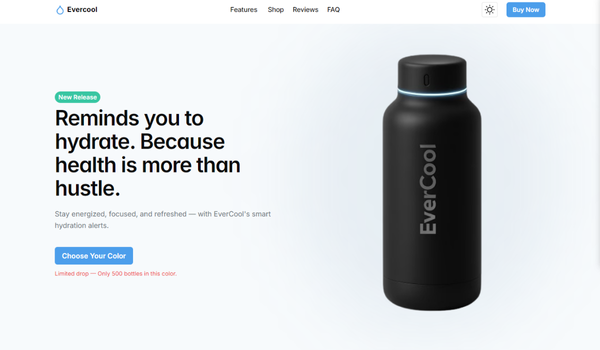 Evercool
Features
Shop
Reviews
FAQ
Buy Now
New Release
Reminds you to
hydrate. Because
health is more than
hustle.
Stay energized, focused, and refreshed — with EverCool's smart
hydration alerts.
Choose Your Color
Limited drop — Only 500 bottles in this color.
EverCool